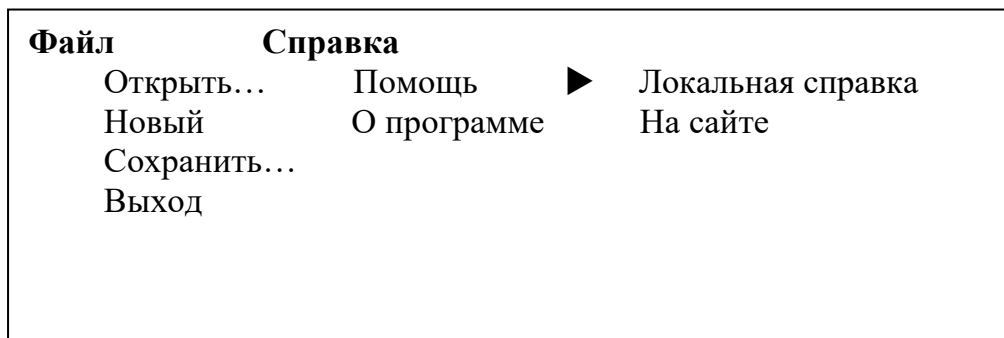 Файл Справка
Открыть… Помощь ▶ Локальная справка
Новый О программе На сайте
Сохранить…
Выход